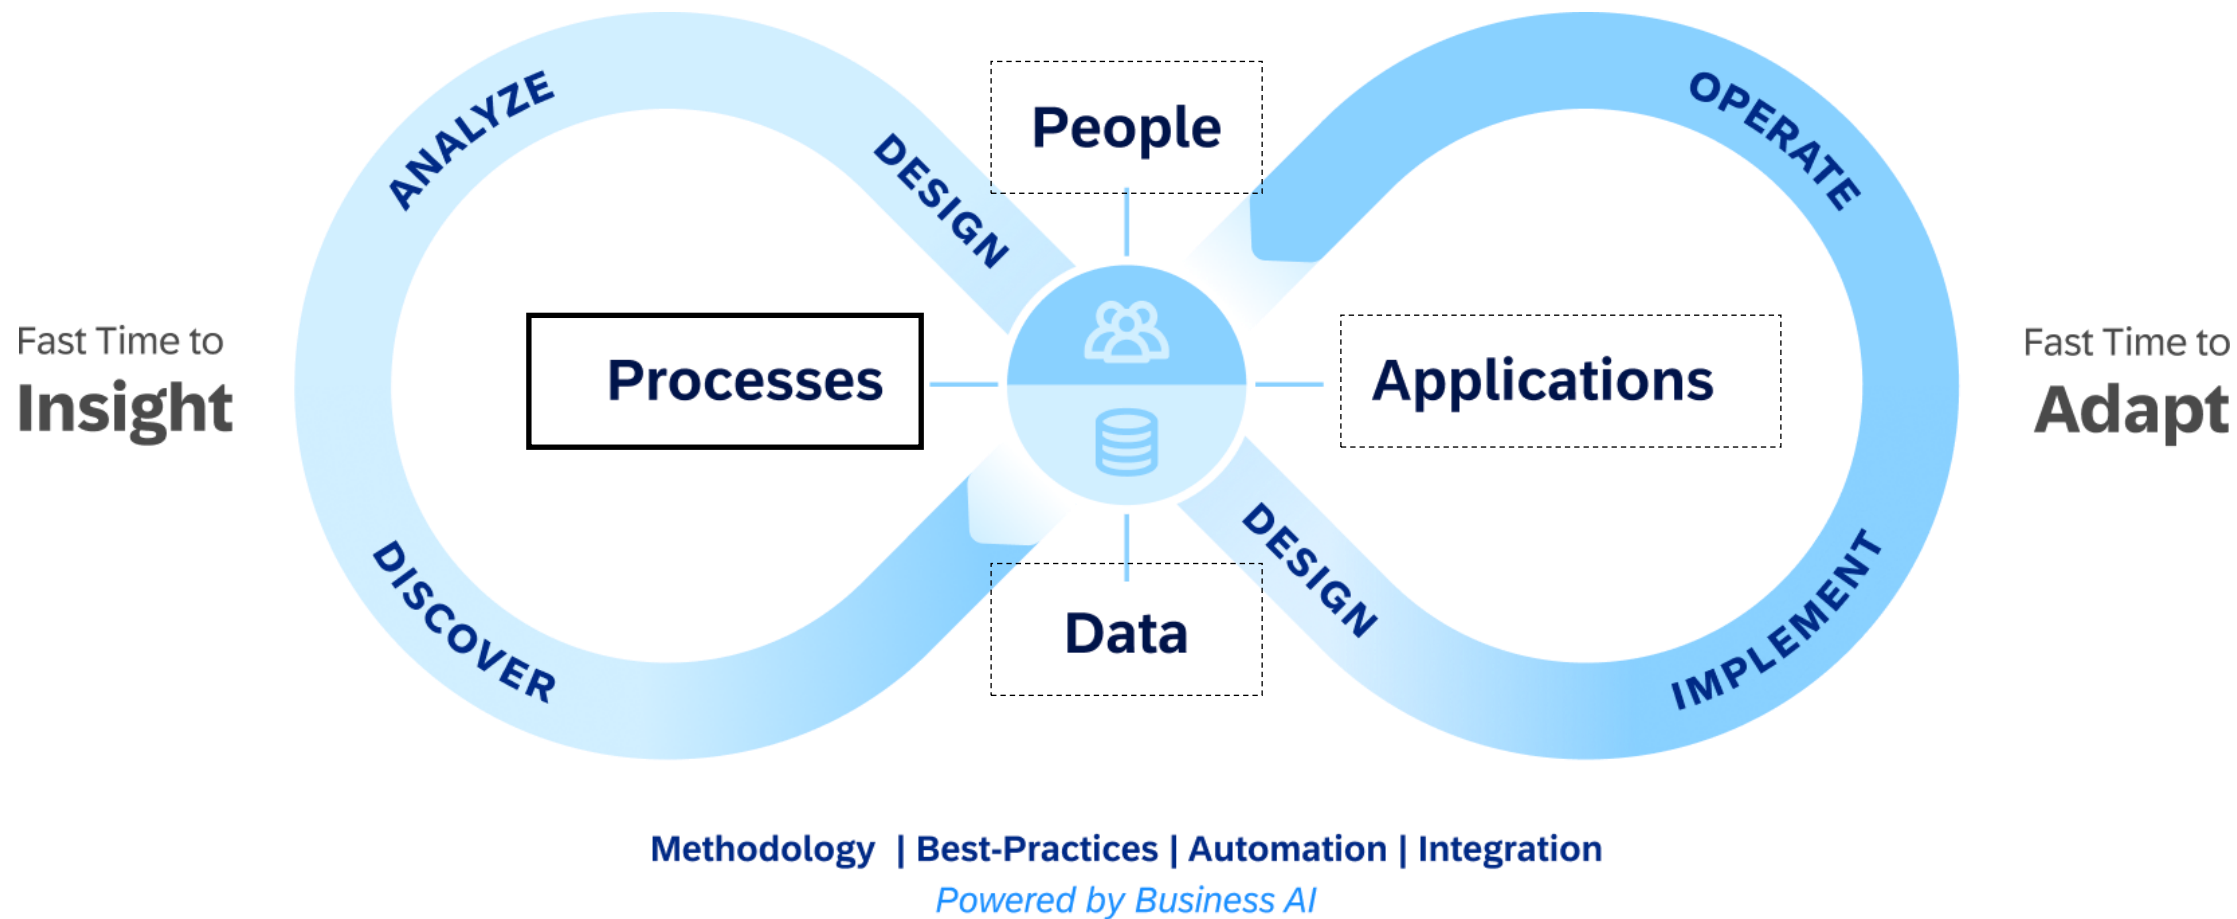 ANALYZE
DESIGN
People
OPERATE
Fast Time to
Insight
Processes
Applications
Fast Time to
Adapt
DISCOVER
Data
DESIGN
IMPLEMENT
Methodology | Best-Practices | Automation | Integration
Powered by Business AI